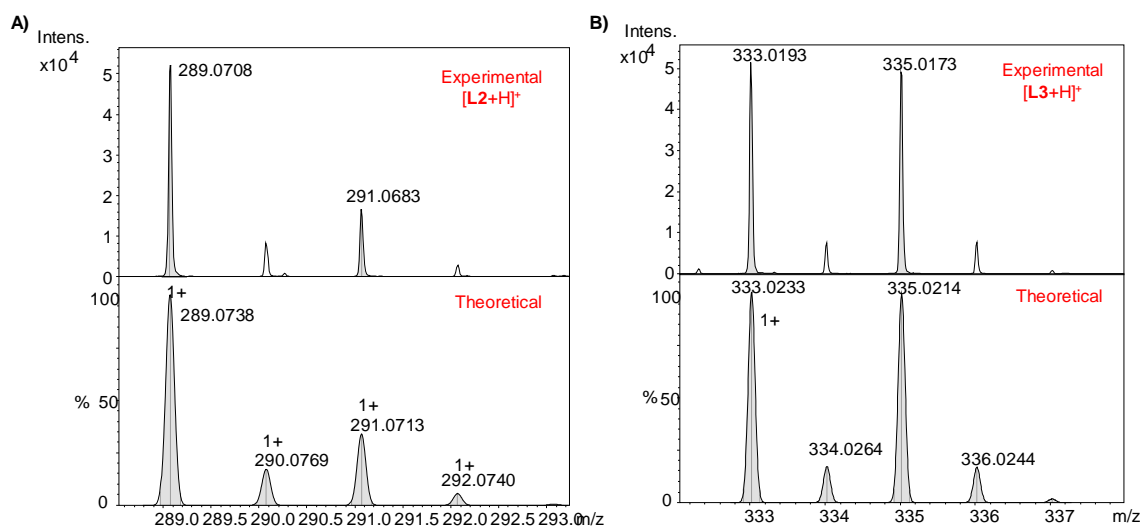 A)
Intens.
x10⁴
5
4
3
2
1
0
289.0708
291.0683
Experimental
[L2+H]⁺
100
% 50
0
1+
289.0738
1+
290.0769
1+
291.0713
1+
292.0740
Theoretical
289.0 289.5 290.0 290.5 291.0 291.5 292.0 292.5 293.0 m/z
B)
Intens.
x10⁴
5
4
3
2
1
0
333.0193
335.0173
Experimental
[L3+H]⁺
100
% 50
0
333.0233
1+
334.0264
335.0214
336.0244
Theoretical
333 334 335 336 337 m/z